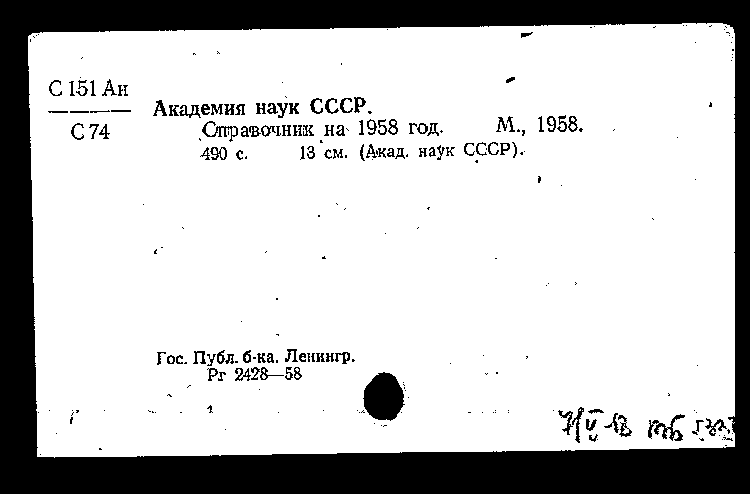 С 151 Ан
С 74
Академия наук СССР.
Справочник на 1958 год. М., 1958.
490 с. 13 см. (Акад. наук СССР).
Гос. Публ. б-ка. Ленингр.
Рг 2428—58